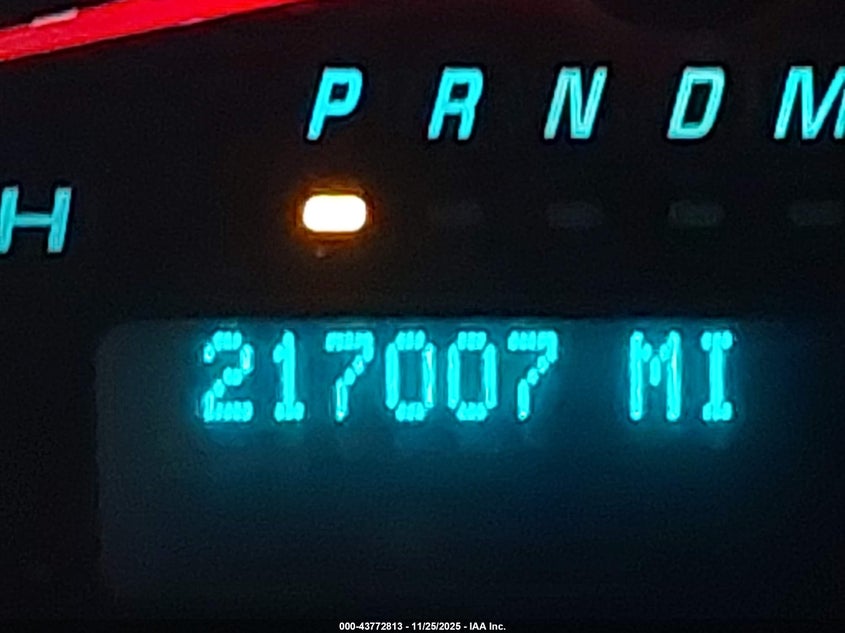 P R N D M
H
217007 MI
000-43772813 - 11/25/2025 - IAA Inc.